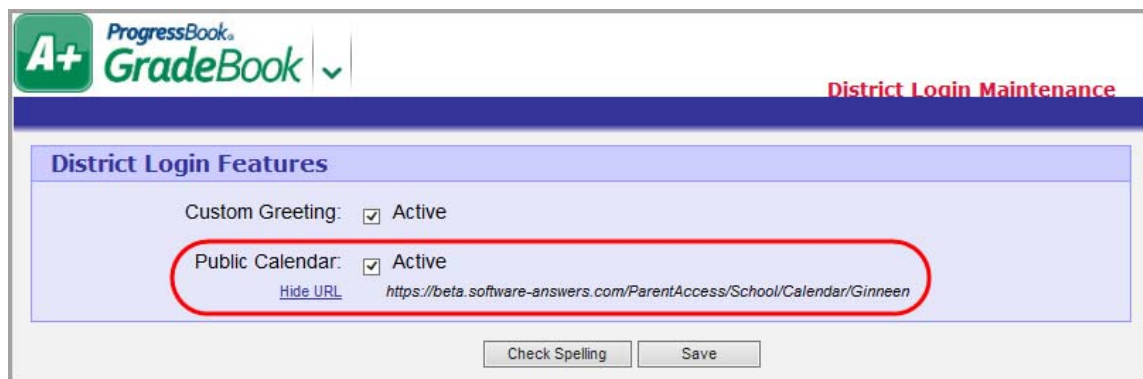 A+
ProgressBook®
GradeBook
District Login Maintenance
District Login Features
Custom Greeting: Active
Public Calendar: Active
Hide URL https://beta.software-answers.com/ParentAccess/School/Calendar/Ginneen
Check Spelling Save